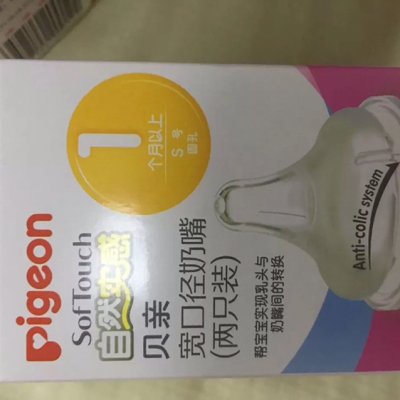 1
个月以上
S 号
圆孔
Pigeon
SofTouch
自然实感
贝亲
宽口径奶嘴
(两只装)
帮宝宝实现乳头与
奶嘴间的转换
Anti-colic system